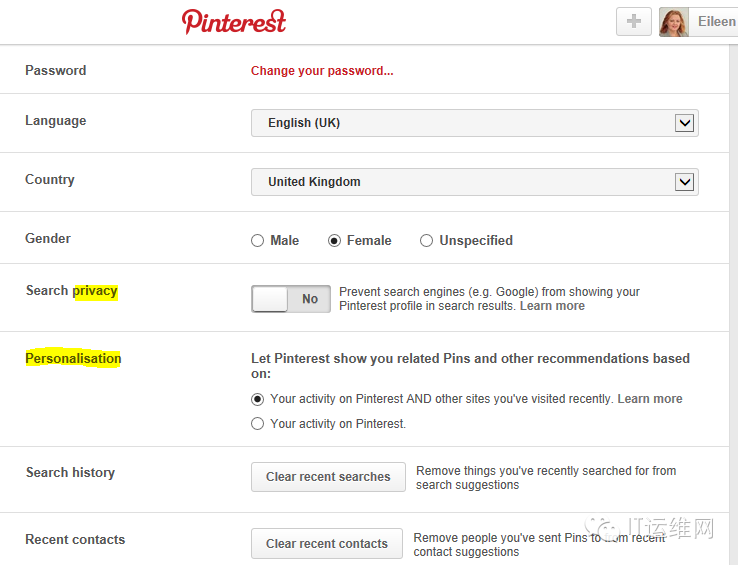 Pinterest
Eileen
Password
Change your password...
Language
English (UK)
Country
United Kingdom
Gender
Male
Female
Unspecified
Search privacy
No
Prevent search engines (e.g. Google) from showing your
Pinterest profile in search results. Learn more
Personalisation
Let Pinterest show you related Pins and other recommendations based
on:
Your activity on Pinterest AND other sites you've visited recently. Learn more
Your activity on Pinterest.
Search history
Clear recent searches
Remove things you've recently searched for from
search suggestions
Recent contacts
Clear recent contacts
Remove people you've sent Pins to from recent
contact suggestions
IT运维网